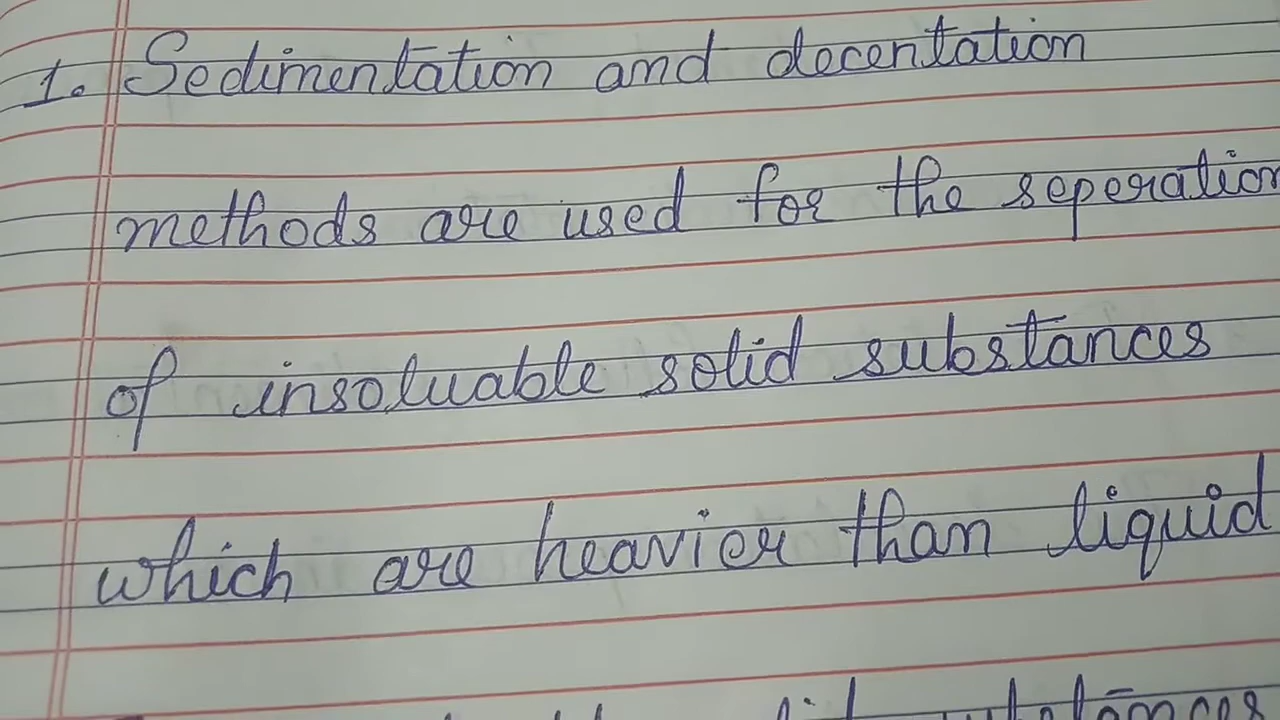 1. Sedimentation and decentation
methods are used for the seperation
of insoluable solid substances
which are heavier than liquid